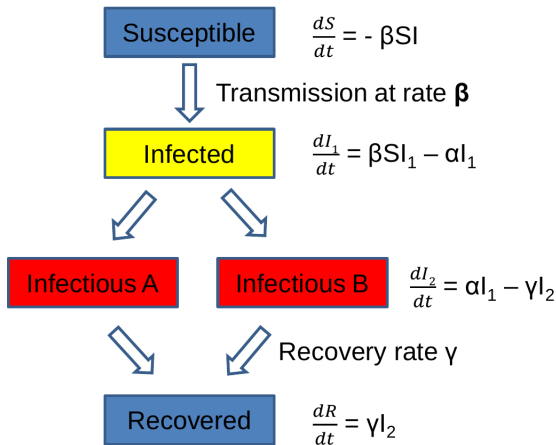 Susceptible
dS/dt = - βSI
Transmission at rate β
Infected
dI₁/dt = βSI₁ – αI₁
Infectious A
Infectious B
dI₂/dt = αI₁ – γI₂
Recovery rate γ
Recovered
dR/dt = γI₂